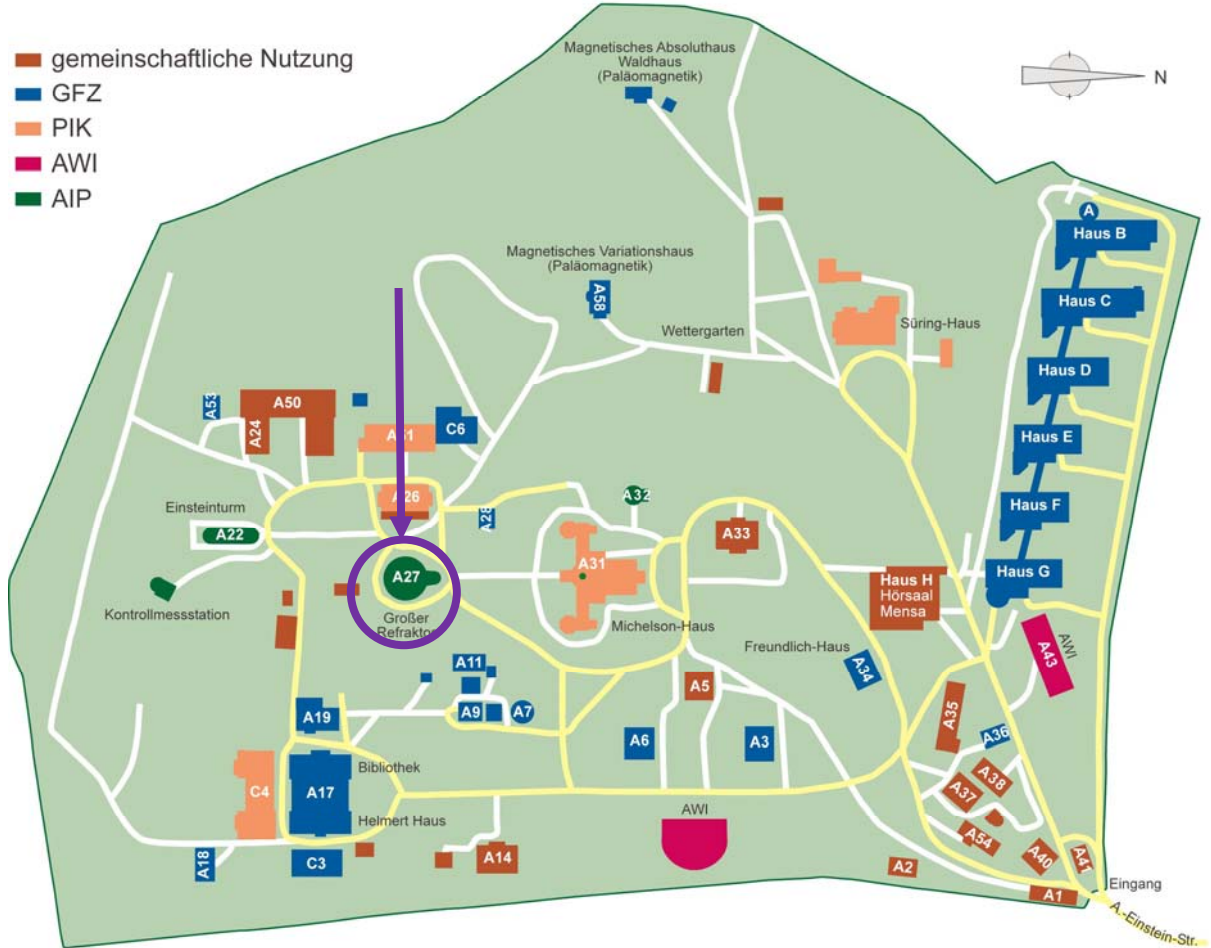 gemeinschaftliche Nutzung
GFZ
PIK
AWI
AIP
Magnetisches Absoluthaus
Waldhaus
(Paläomagnetik)
N
A
Haus B
Magnetisches Variationshaus
(Paläomagnetik)
A58
Haus C
Wettergarten
Süring-Haus
Haus D
A53
A50
A24
C6
Haus E
A26
A32
A28
Haus F
Einsteinturm
A22
A33
A31
A27
Haus G
Haus H
Hörsaal
Mensa
Kontrollmessstation
Großer
Refraktor
Michelson-Haus
Freundlich-Haus
AWI
A43
A11
A34
A5
A19
A9
A7
A35
A6
A3
A36
Bibliothek
C4
A17
A38
A37
Helmert Haus
AWI
A54
A18
C3
A14
A2
A40
A41
Eingang
A1
A.-Einstein-Str.